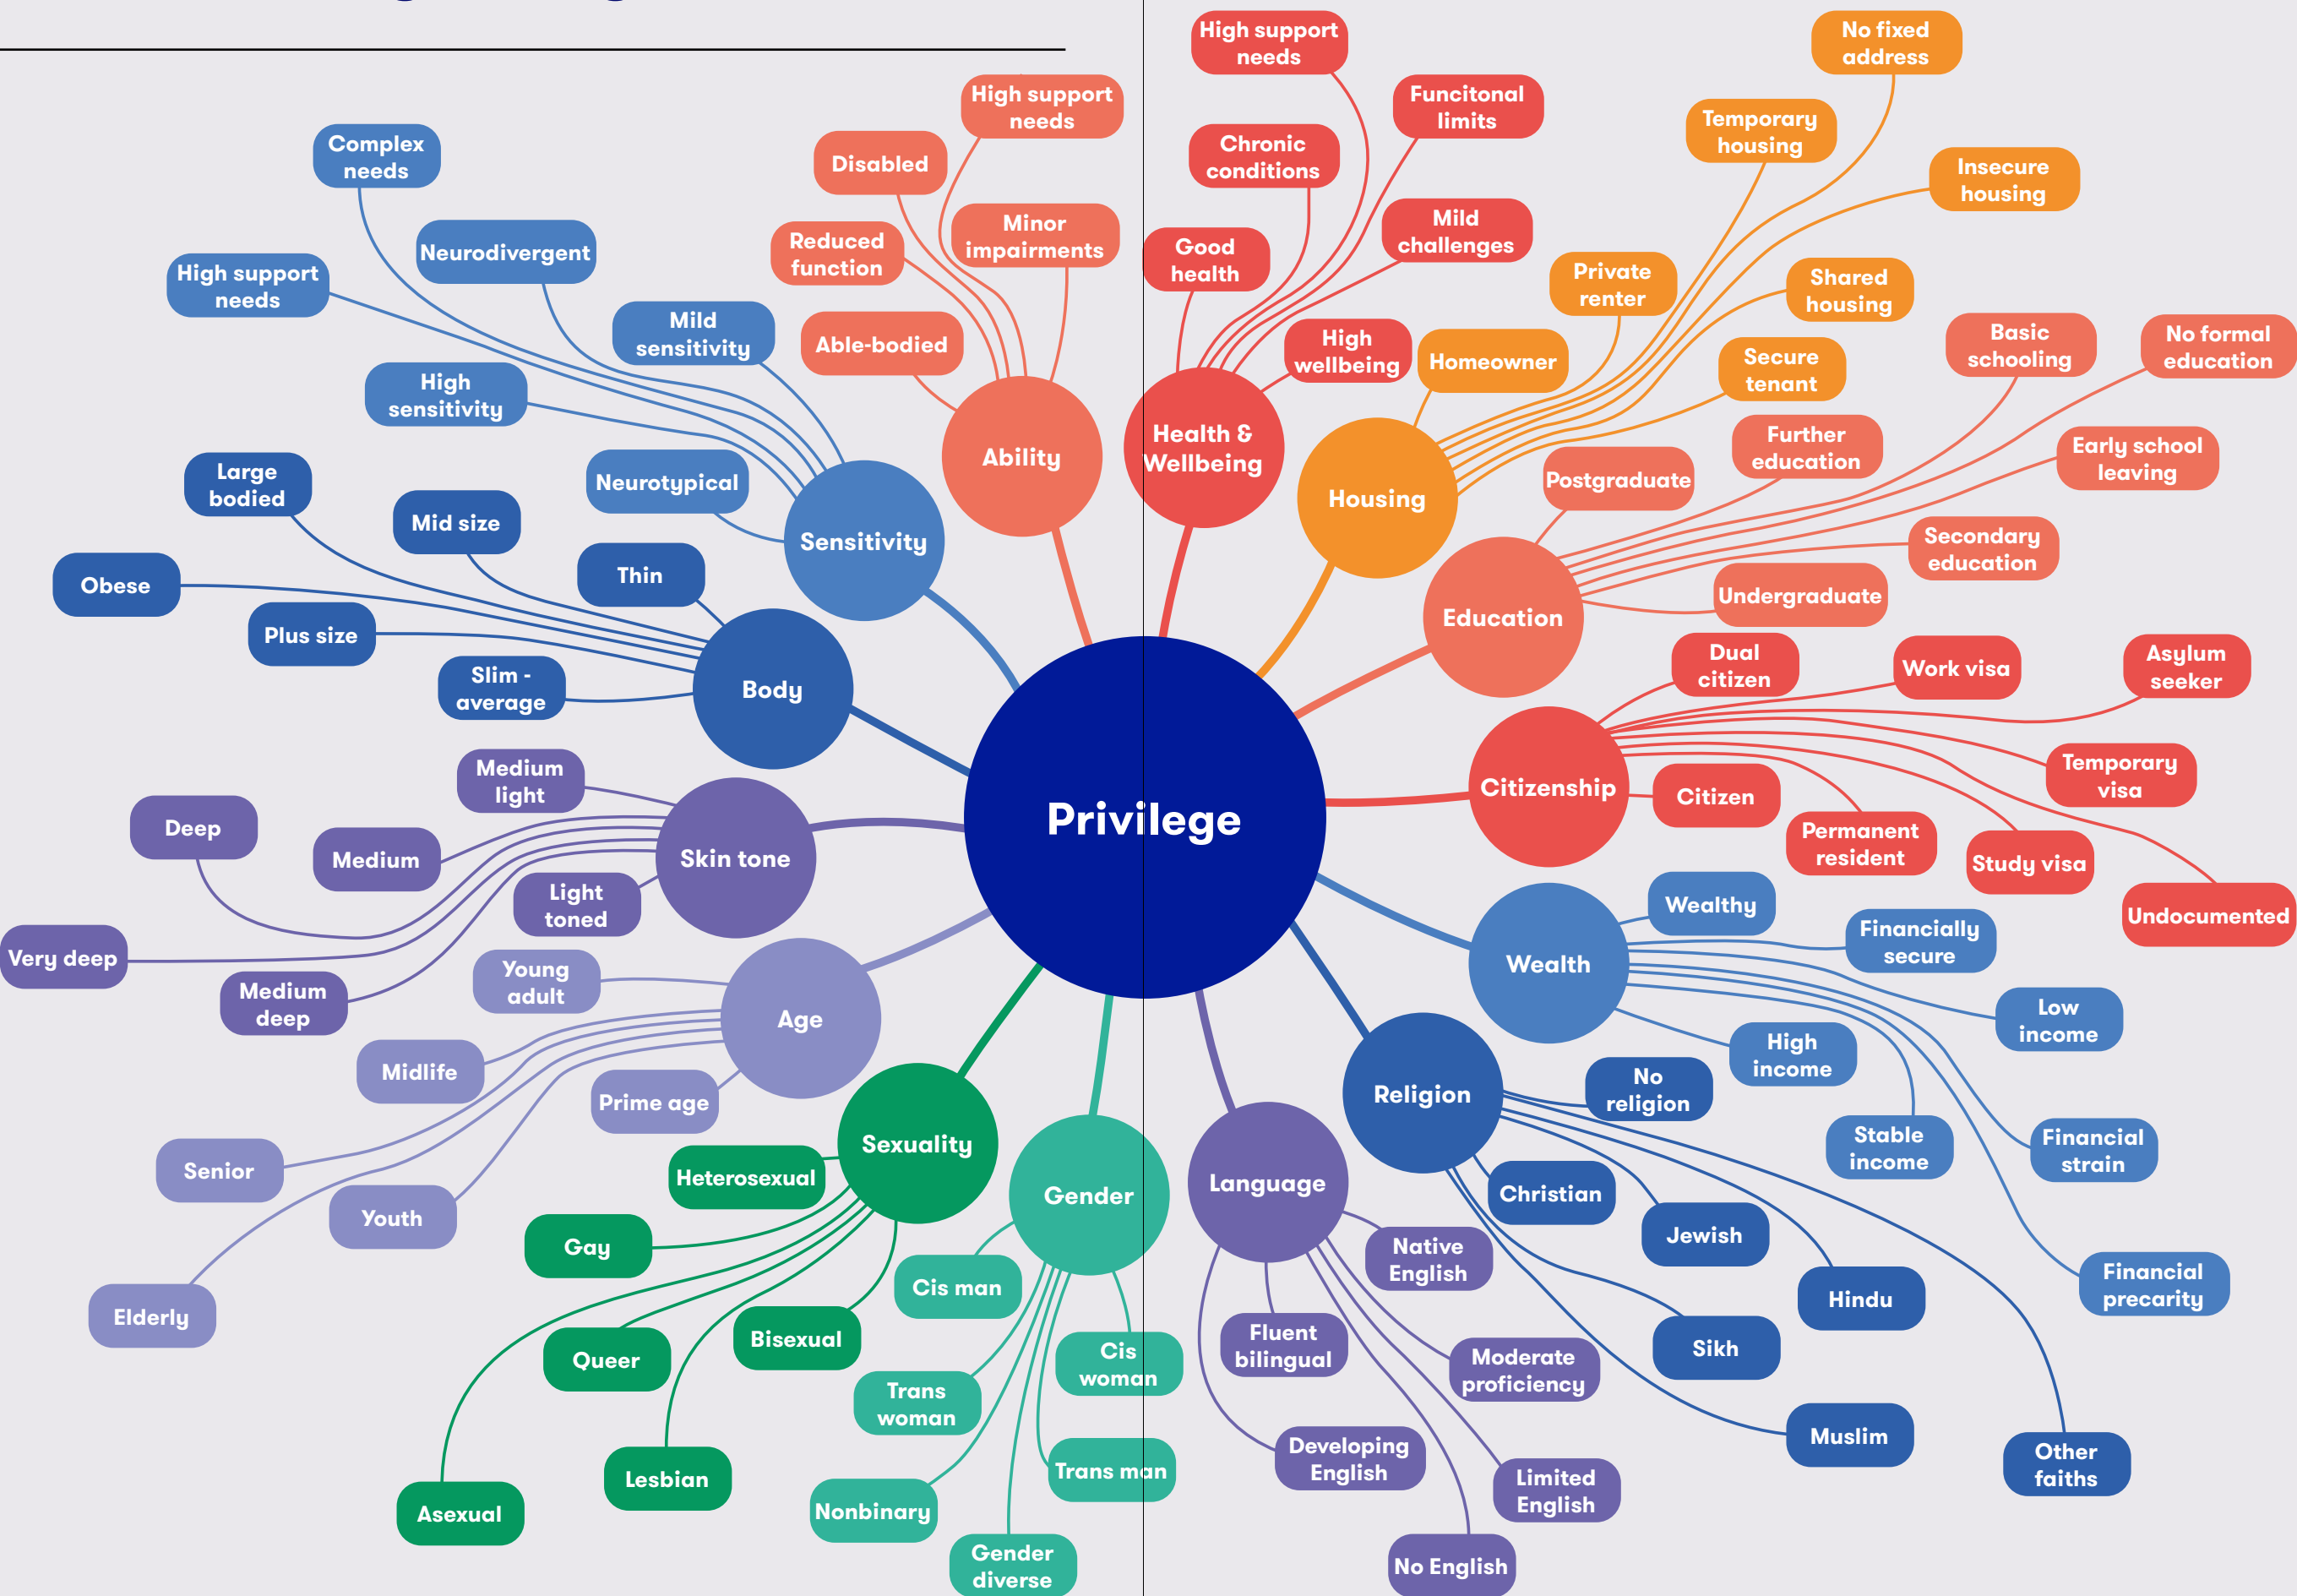 Privilege
Ability
High support
needs
Disabled
Minor
impairments
Reduced
function
Able-bodied
Health &
Wellbeing
High support
needs
Funcitonal
limits
Chronic
conditions
Mild
challenges
Good
health
High
wellbeing
Housing
No fixed
address
Temporary
housing
Insecure
housing
Private
renter
Shared
housing
Homeowner
Secure
tenant
Education
Basic
schooling
No formal
education
Further
education
Early school
leaving
Postgraduate
Secondary
education
Undergraduate
Citizenship
Dual
citizen
Work visa
Asylum
seeker
Temporary
visa
Citizen
Permanent
resident
Study visa
Undocumented
Wealth
Wealthy
Financially
secure
Low
income
High
income
Stable
income
Financial
strain
Financial
precarity
Religion
No
religion
Christian
Jewish
Hindu
Sikh
Muslim
Other
faiths
Language
Native
English
Fluent
bilingual
Moderate
proficiency
Developing
English
Limited
English
No English
Gender
Cis man
Cis
woman
Trans
woman
Trans man
Nonbinary
Gender
diverse
Sexuality
Heterosexual
Gay
Bisexual
Queer
Lesbian
Asexual
Age
Young
adult
Midlife
Prime age
Senior
Youth
Elderly
Skin tone
Medium
light
Deep
Medium
Light
toned
Very deep
Medium
deep
Body
Large
bodied
Mid size
Thin
Obese
Plus size
Slim -
average
Sensitivity
Complex
needs
Neurodivergent
High support
needs
Mild
sensitivity
High
sensitivity
Neurotypical